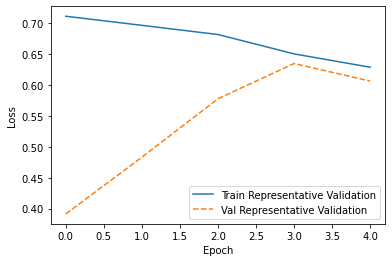 0.70
0.65
0.60
0.55
0.50
0.45
0.40
Loss
Train Representative Validation
Val Representative Validation
0.0 0.5 1.0 1.5 2.0 2.5 3.0 3.5 4.0
Epoch